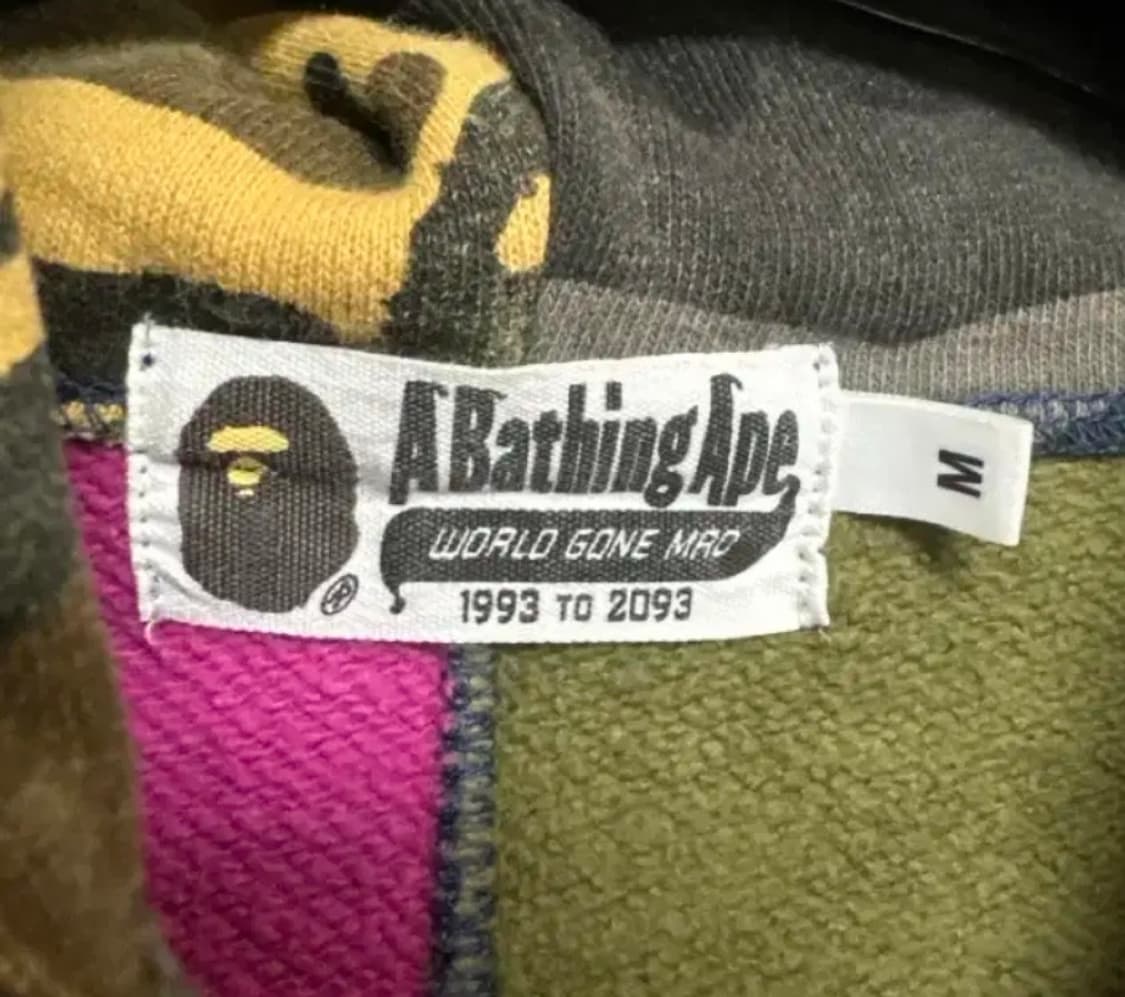 A Bathing Ape
WORLD GONE MAD
1993 TO 2093
®
M